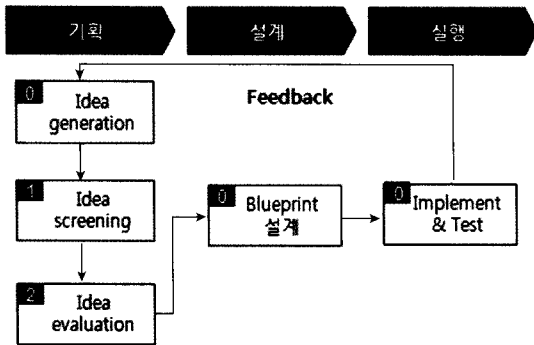 기획
설계
실행
0
Idea
generation
Feedback
1
Idea
screening
0
Blueprint
설계
0
Implement
& Test
2
Idea
evaluation